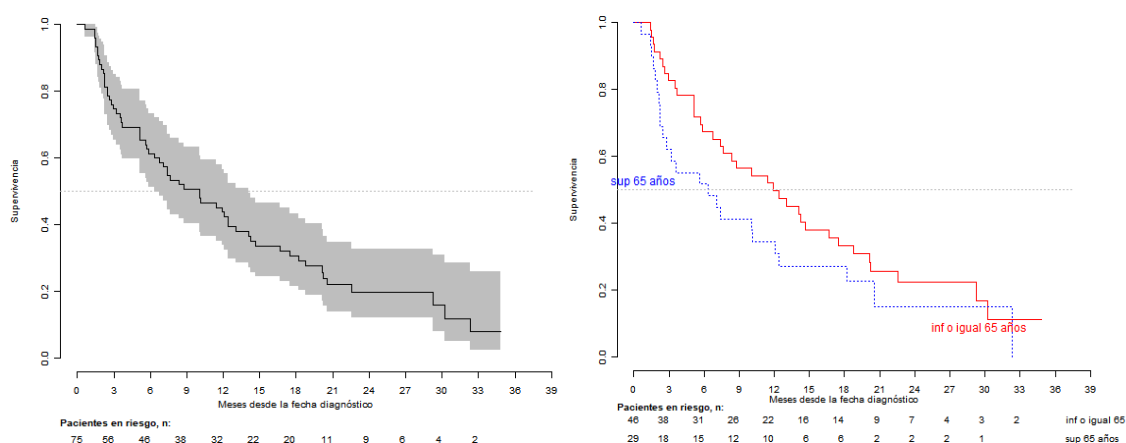 Supervivencia
1.0
0.8
0.6
0.4
0.2
0.0
0 3 6 9 12 15 18 21 24 27 30 33 36 39
Meses desde la fecha diagnóstico
Pacientes en riesgo, n:
75 56 46 38 32 22 20 11 9 6 4 2
Supervivencia
1.0
0.8
0.6
0.4
0.2
0.0
sup 65 años
inf o igual 65 años
0 3 6 9 12 15 18 21 24 27 30 33 36 39
Meses desde la fecha diagnóstico
Pacientes en riesgo, n:
46 38 31 26 22 16 14 9 7 4 3 2 inf o igual 65
29 18 15 12 10 6 6 2 2 2 1 sup 65 años